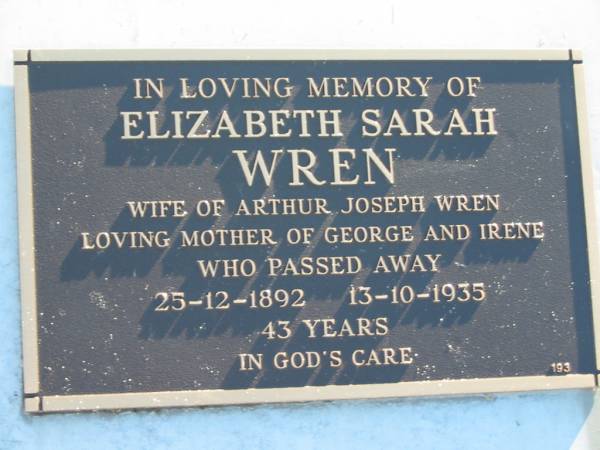 IN LOVING MEMORY OF
ELIZABETH SARAH
WREN
WIFE OF ARTHUR JOSEPH WREN
LOVING MOTHER OF GEORGE AND IRENE
WHO PASSED AWAY
25-12-1892 13-10-1935
43 YEARS
IN GOD'S CARE
193